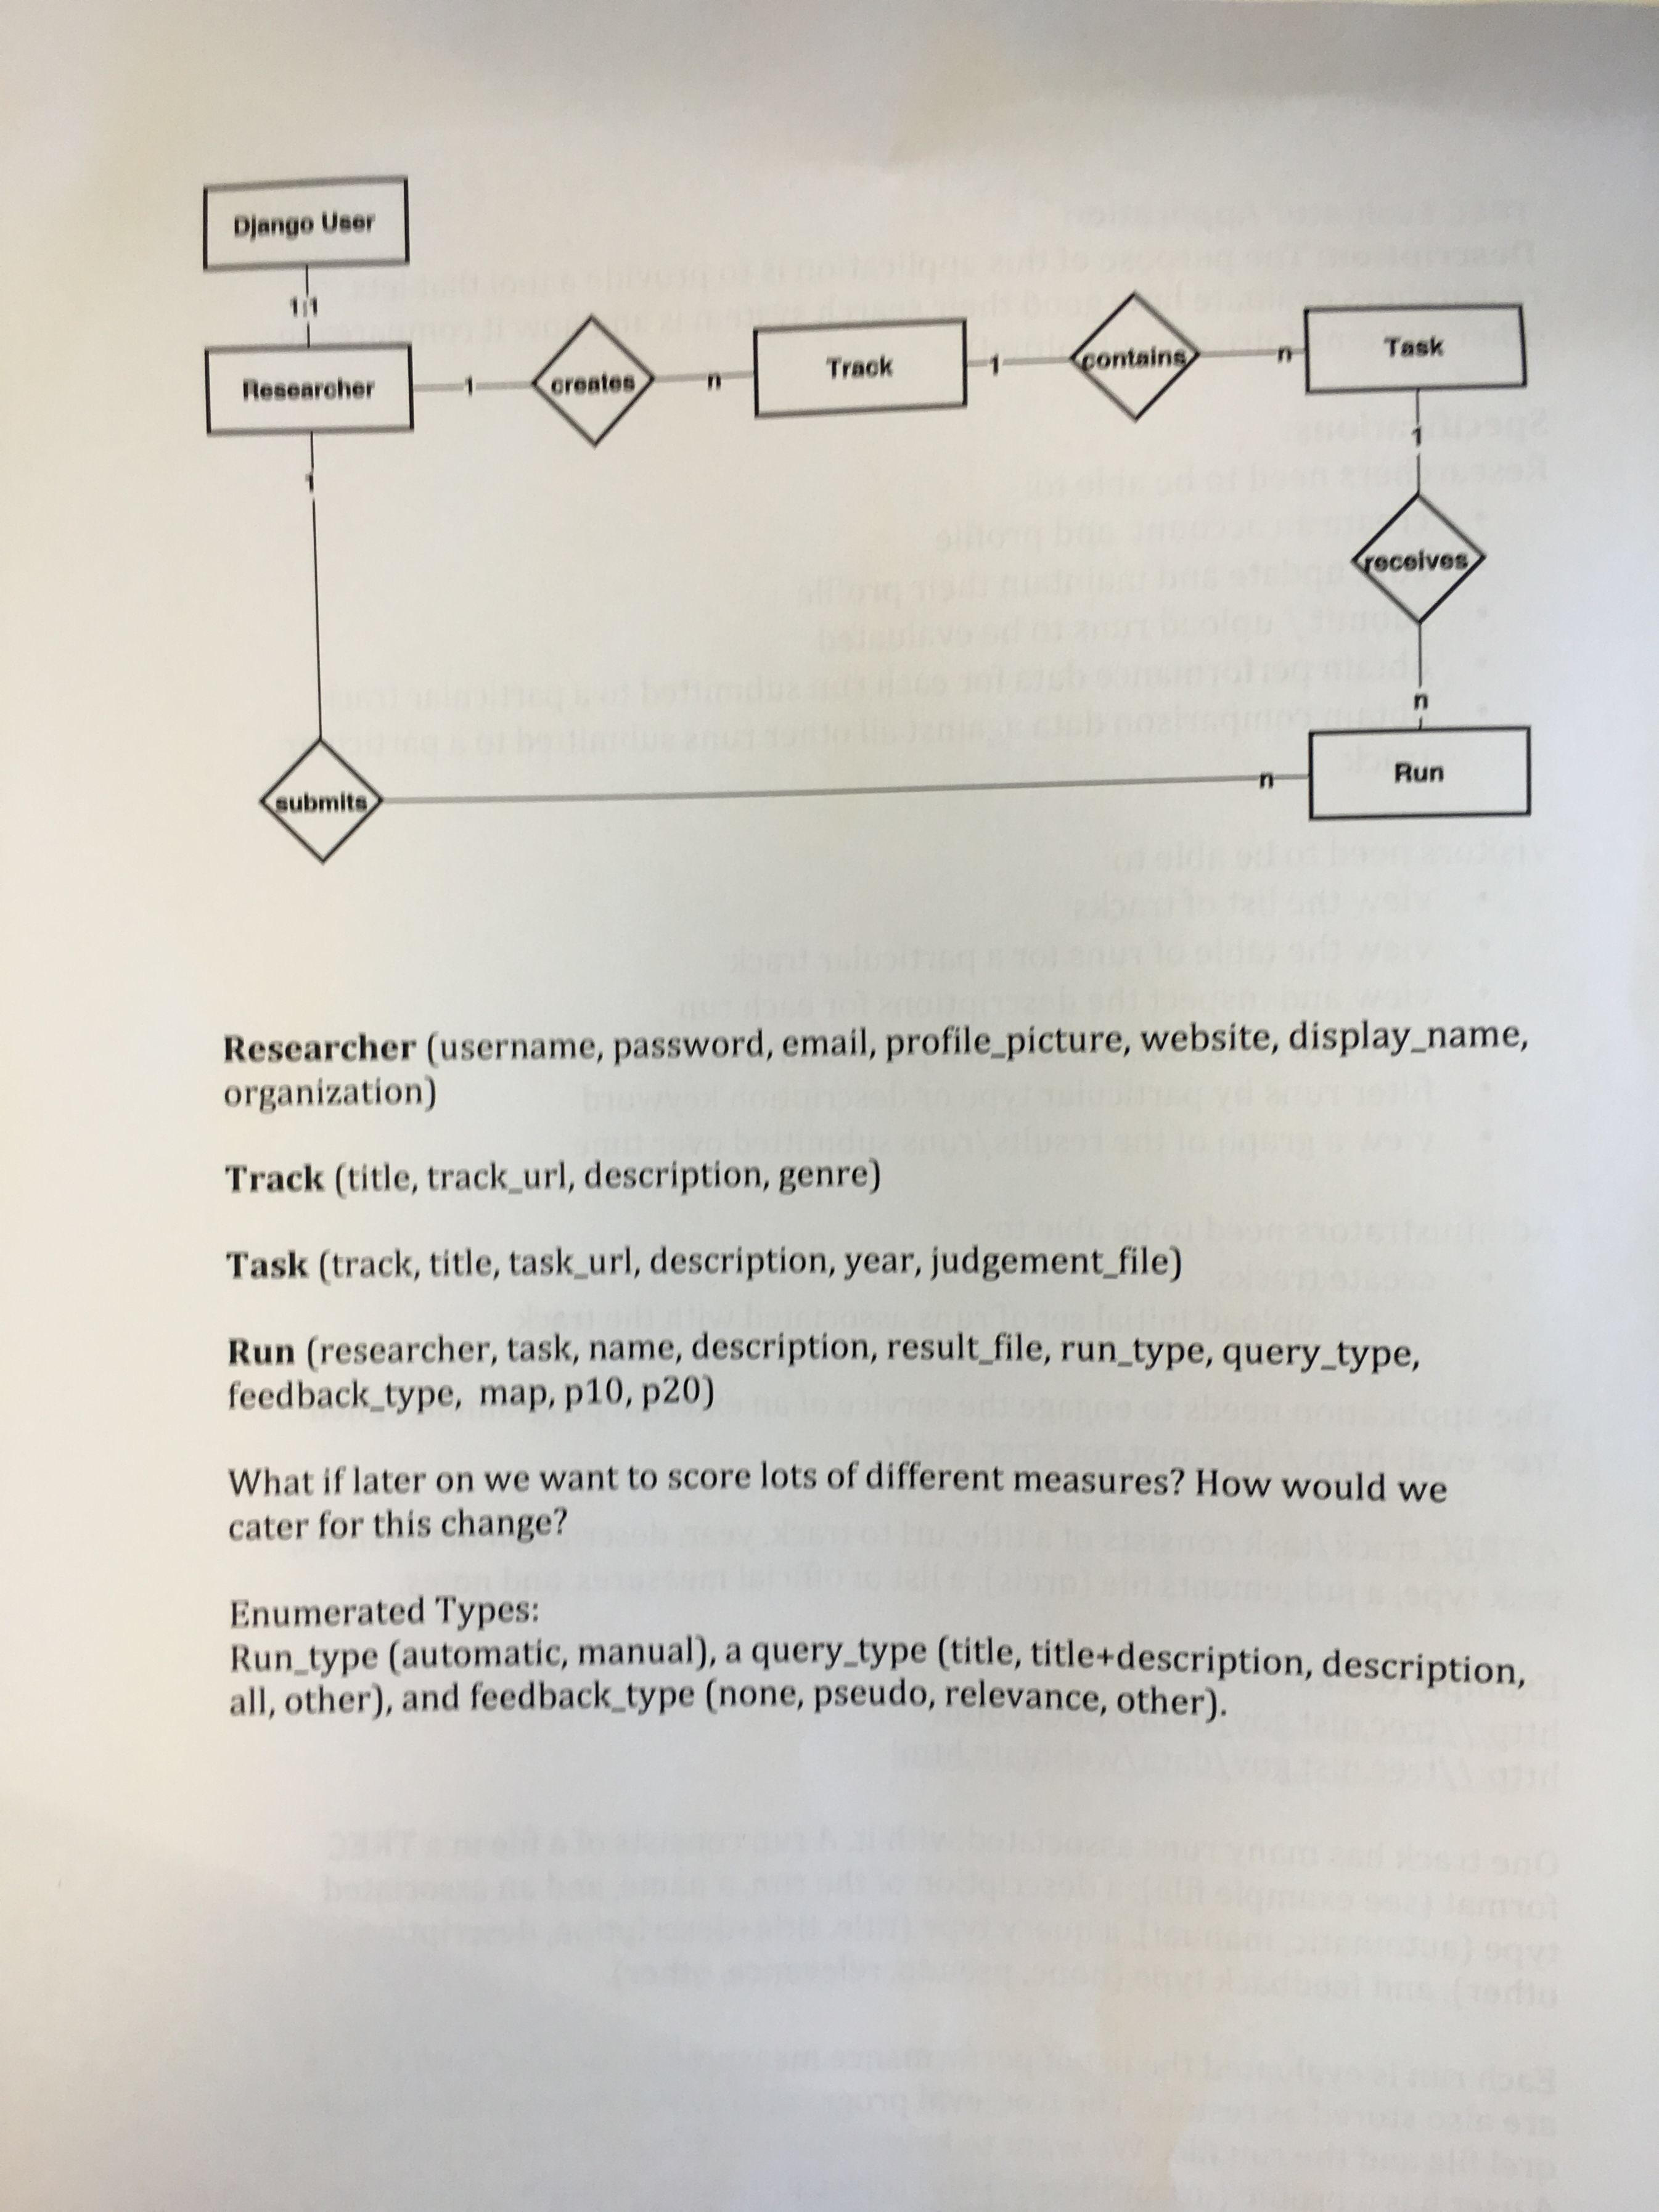 Django User
1:1
Researcher
1
creates
n
Track
1
contains
n
Task
1
1
receives
n
submits
n
Run
Researcher (username, password, email, profile_picture, website, display_name,
organization)
Track (title, track_url, description, genre)
Task (track, title, task_url, description, year, judgement_file)
Run (researcher, task, name, description, result_file, run_type, query_type,
feedback_type, map, p10, p20)
What if later on we want to score lots of different measures? How would we
cater for this change?
Enumerated Types:
Run_type (automatic, manual), a query_type (title, title+description, description,
all, other), and feedback_type (none, pseudo, relevance, other).